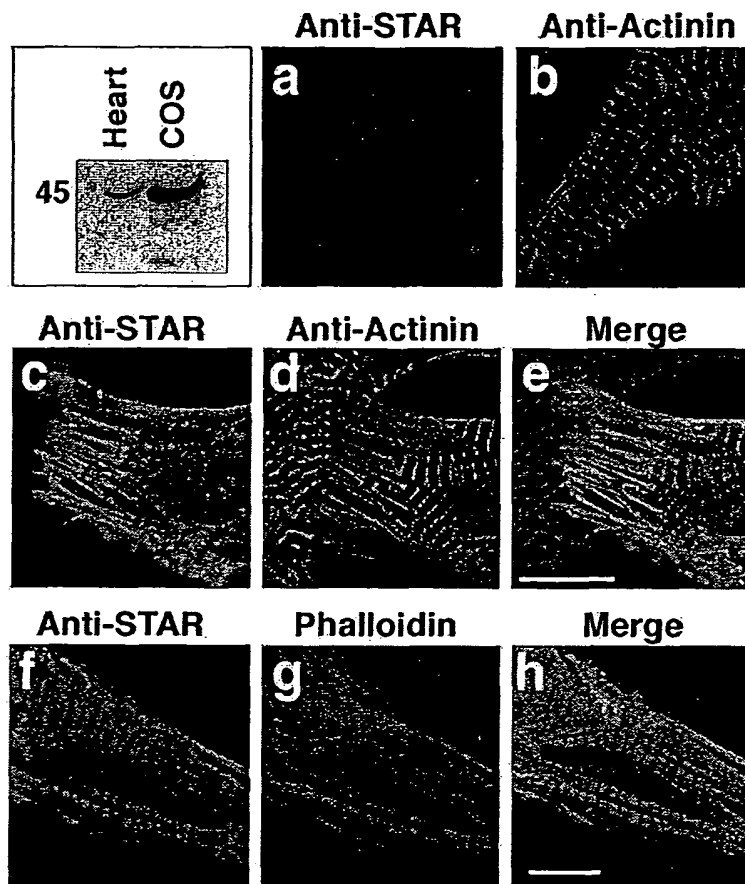 Anti-STAR Anti-Actinin
Heart
COS
45
a
b
Anti-STAR Anti-Actinin Merge
c
d
e
Anti-STAR Phalloidin Merge
f
g
h